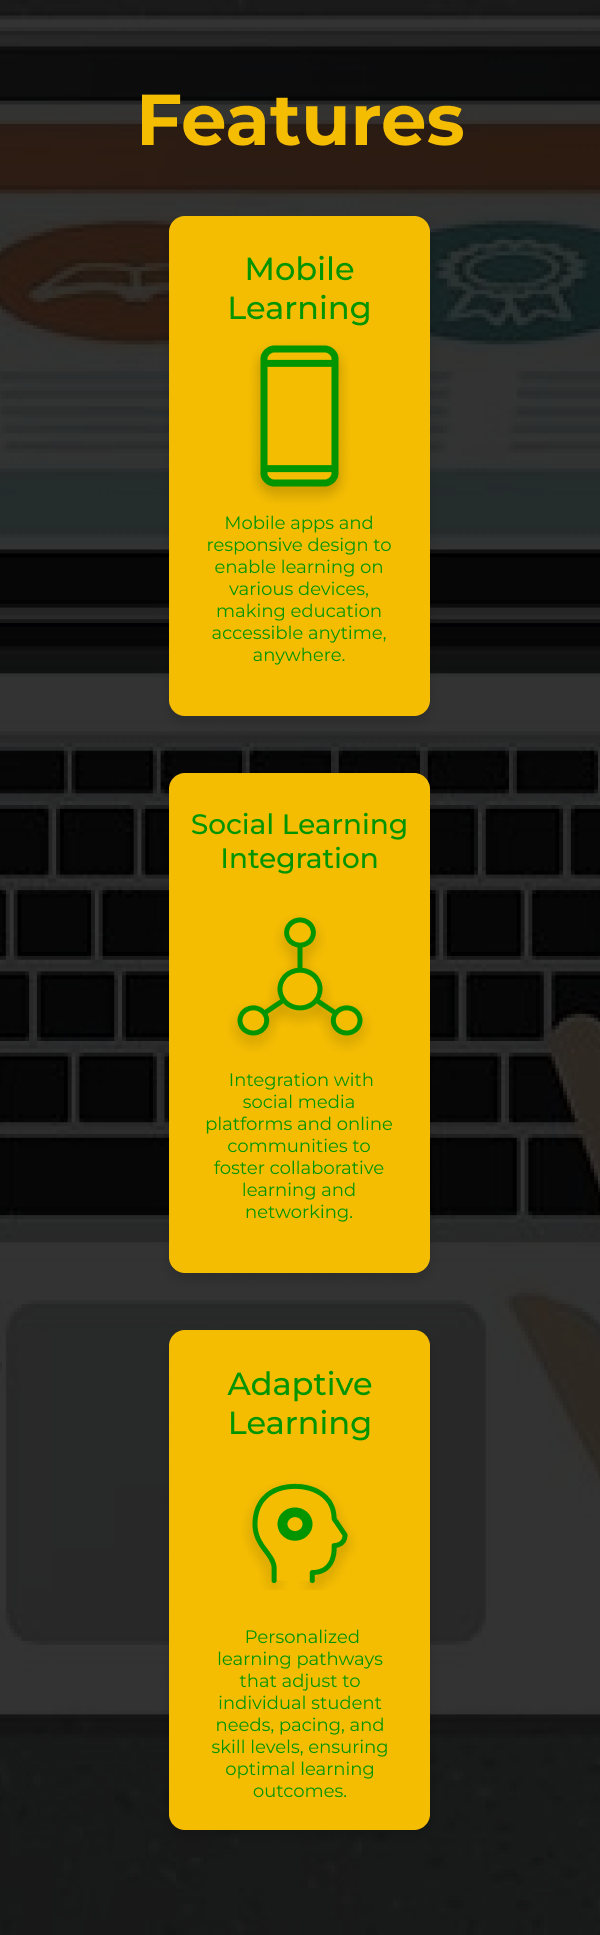 Features
Mobile
Learning
Mobile apps and
responsive design to
enable learning on
various devices,
making education
accessible anytime,
anywhere.
Social Learning
Integration
Integration with
social media
platforms and online
communities to
foster collaborative
learning and
networking.
Adaptive
Learning
Personalized
learning pathways
that adjust to
individual student
needs, pacing, and
skill levels, ensuring
optimal learning
outcomes.